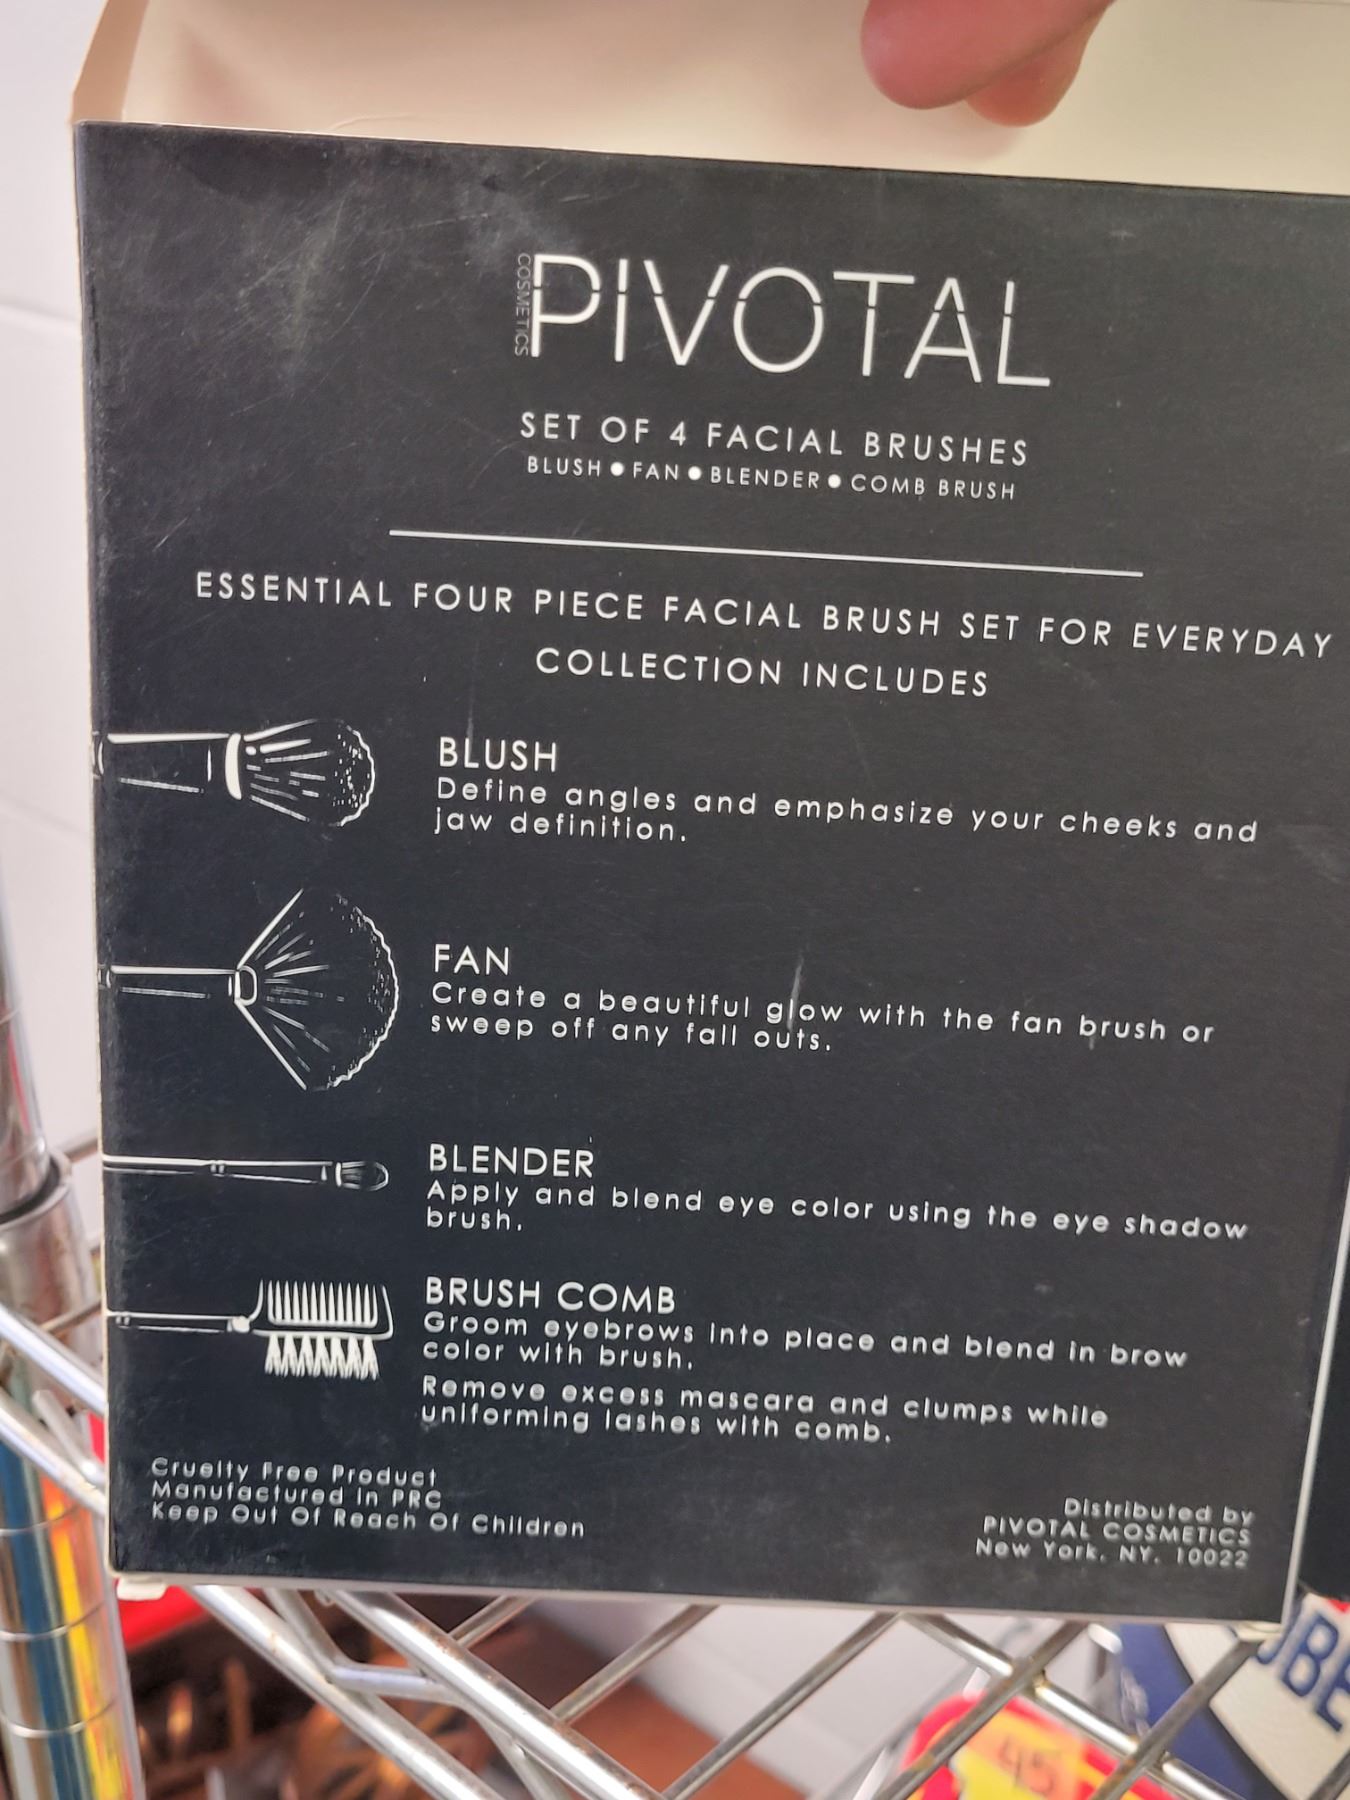 COSMETICS
PIVOTAL
SET OF 4 FACIAL BRUSHES
BLUSH ● FAN ● BLENDER ● COMB BRUSH
ESSENTIAL FOUR PIECE FACIAL BRUSH SET FOR EVERYDAY
COLLECTION INCLUDES
BLUSH
Define angles and emphasize your cheeks and
jaw definition.
FAN
Create a beautiful glow with the fan brush or
sweep off any fall outs.
BLENDER
Apply and blend eye color using the eye shadow
brush.
BRUSH COMB
Groom eyebrows into place and blend in brow
color with brush.
Remove excess mascara and clumps while
uniforming lashes with comb.
Cruelty Free Product
Manufactured in PRC
Keep Out Of Reach Of Children
Distributed by
PIVOTAL COSMETICS
New York, NY. 10022